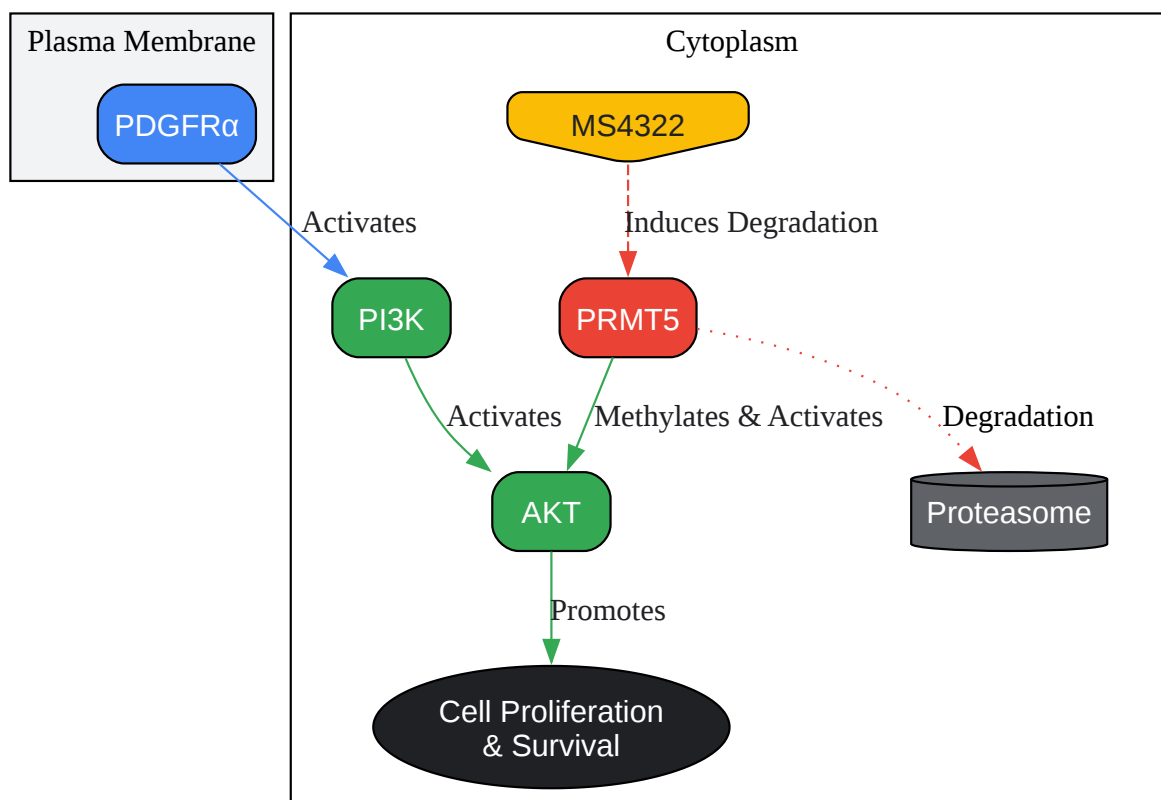 Plasma Membrane
Cytoplasm
PDGFRα
MS4322
Activates
Induces Degradation
PI3K
PRMT5
Activates
Methylates & Activates
Degradation
AKT
Proteasome
Promotes
Cell Proliferation
& Survival